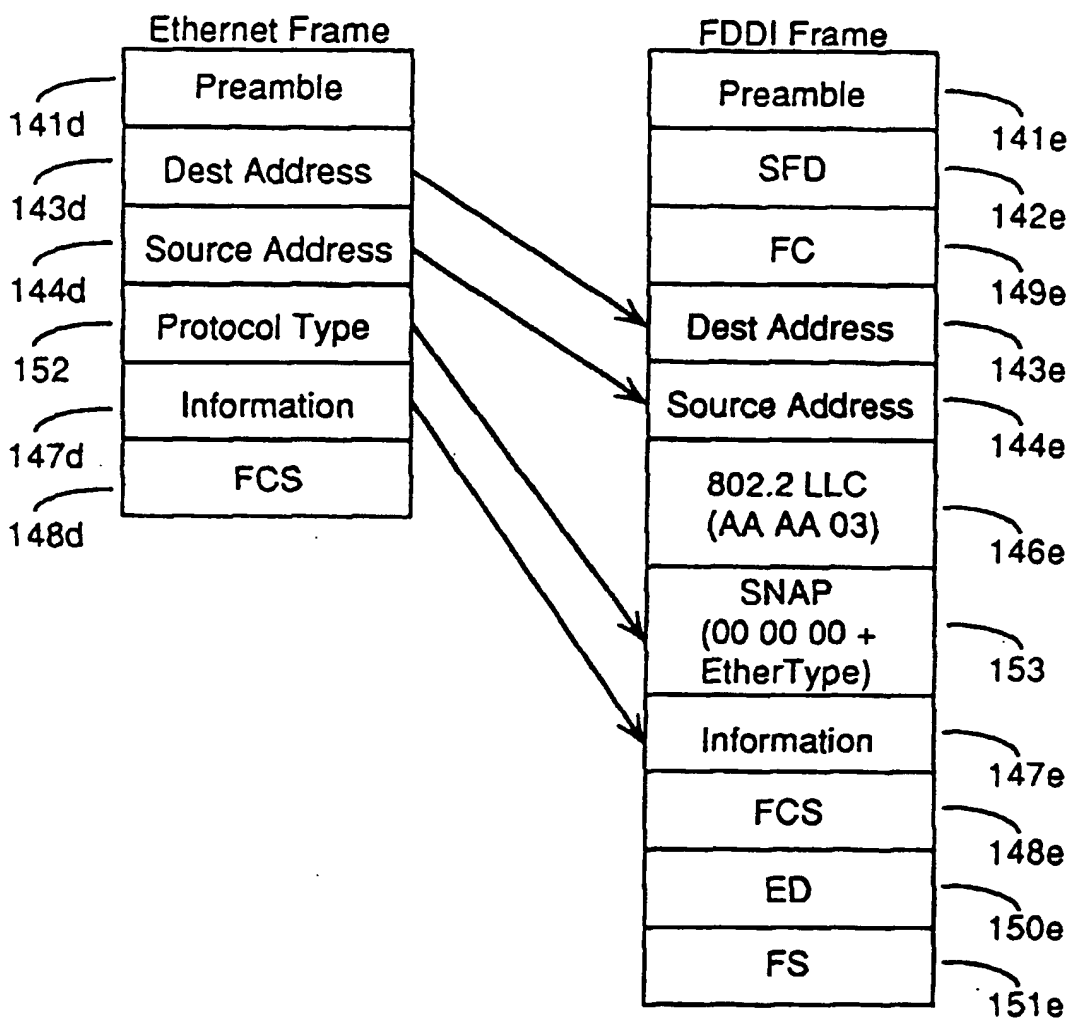 Ethernet Frame
Preamble
141d
Dest Address
143d
Source Address
144d
Protocol Type
152
Information
147d
FCS
148d
FDDI Frame
Preamble
141e
SFD
142e
FC
149e
Dest Address
143e
Source Address
144e
802.2 LLC
(AA AA 03)
146e
SNAP
(00 00 00 +
EtherType)
153
Information
147e
FCS
148e
ED
150e
FS
151e